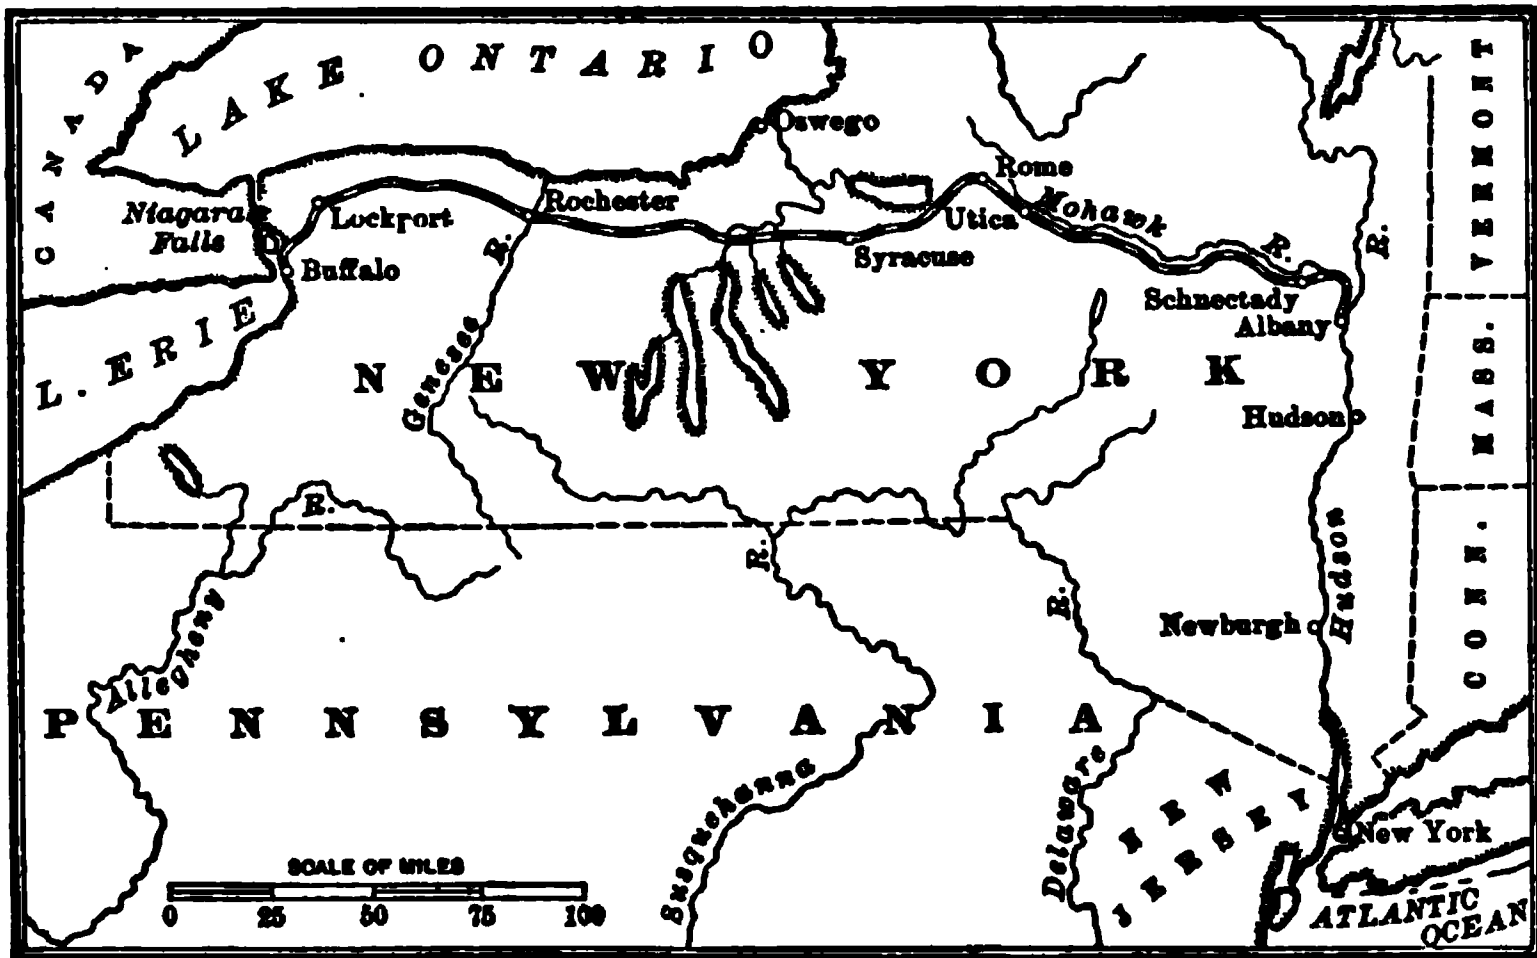 CANADA
LAKE ONTARIO
Oswego
Rome
Niagara
Falls
Lockport
Rochester
Utica
Mohawk
R.
Syracuse
Buffalo
R.
R.
Schnectady
Albany
VERMONT
L. ERIE
Genesee
NEW YORK
MASS.
Hudson
R.
R.
R.
Hudson
CONN.
Newburgh
Allegheny
PENNSYLVANIA
Susquehanna
Delaware
NEW
JERSEY
New York
SCALE OF MILES
0 25 50 75 100
ATLANTIC
OCEAN